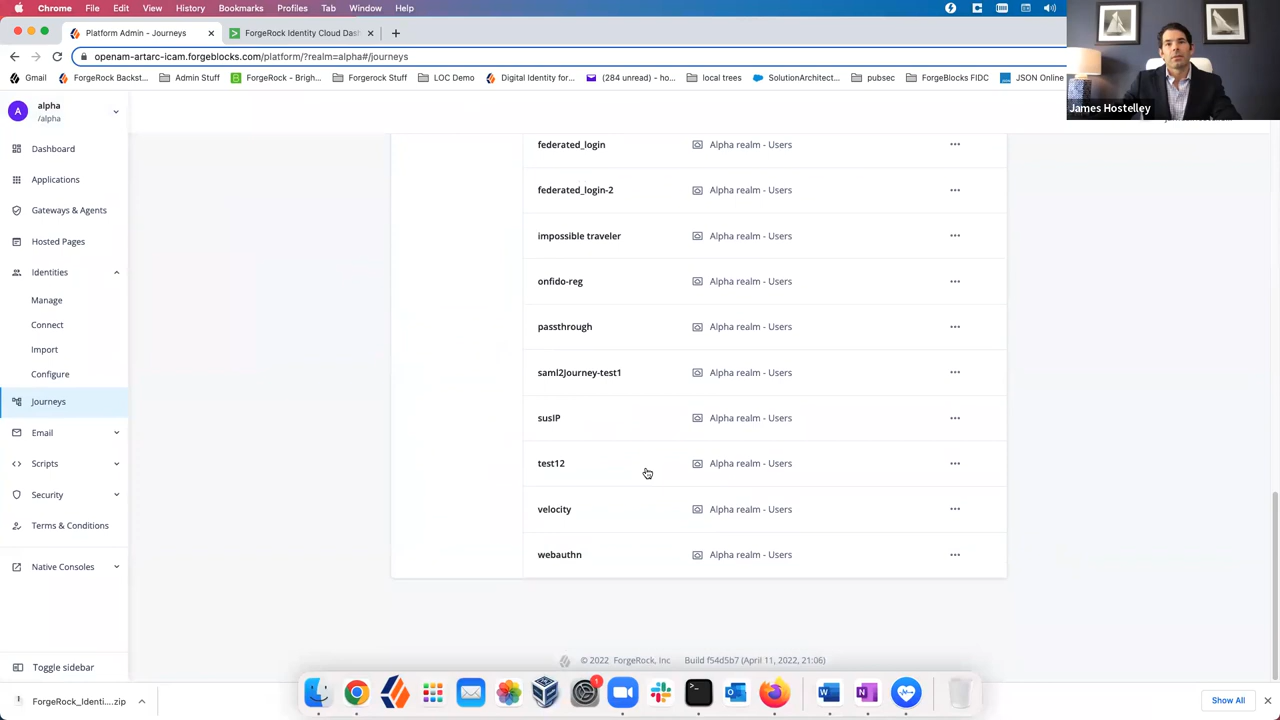 Chrome File Edit View History Bookmarks Profiles Tab Window Help
Platform Admin - Journeys
ForgeRock Identity Cloud Das
openam-artarc-icam.forgeblocks.com/platform/?realm=alpha#/journeys
Gmail ForgeRock Backst... Admin Stuff ForgeRock - Brigh... Forgerock Stuff LOC Demo Digital Identity for... (284 unread) - ho... local trees SolutionArchitect... pubsec ForgeBlocks FIDC JSON Online
James Hostelley
A alpha
/alpha
Dashboard
Applications
Gateways & Agents
Hosted Pages
Identities
Manage
Connect
Import
Configure
Journeys
Email
Scripts
Security
Terms & Conditions
Native Consoles
Toggle sidebar
federated_login Alpha realm - Users
federated_login-2 Alpha realm - Users
impossible traveler Alpha realm - Users
onfido-reg Alpha realm - Users
passthrough Alpha realm - Users
saml2Journey-test1 Alpha realm - Users
susIP Alpha realm - Users
test12 Alpha realm - Users
velocity Alpha realm - Users
webauthn Alpha realm - Users
© 2022 ForgeRock, Inc Build f54d5b7 (April 11, 2022, 21:06)
1
ForgeRock_Identi....zip
Show All